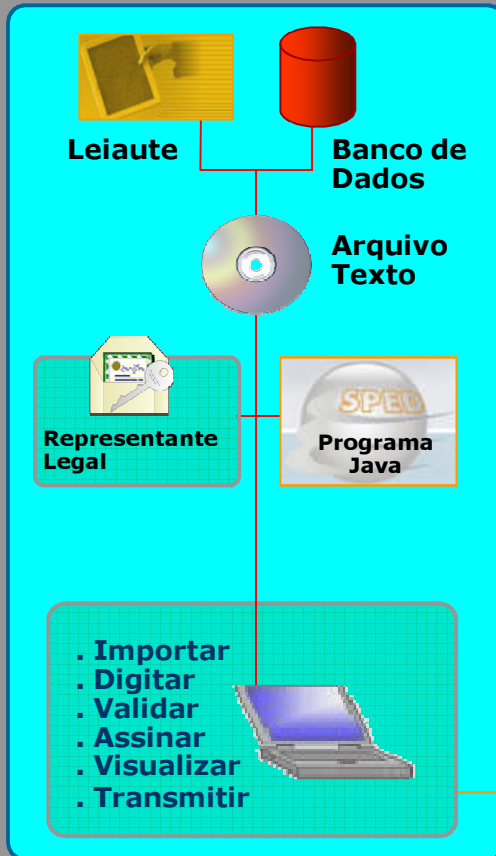 Leiaute
Banco de
Dados
Arquivo
Texto
Representante
Legal
SPED
Programa
Java
. Importar
. Digitar
. Validar
. Assinar
. Visualizar
. Transmitir